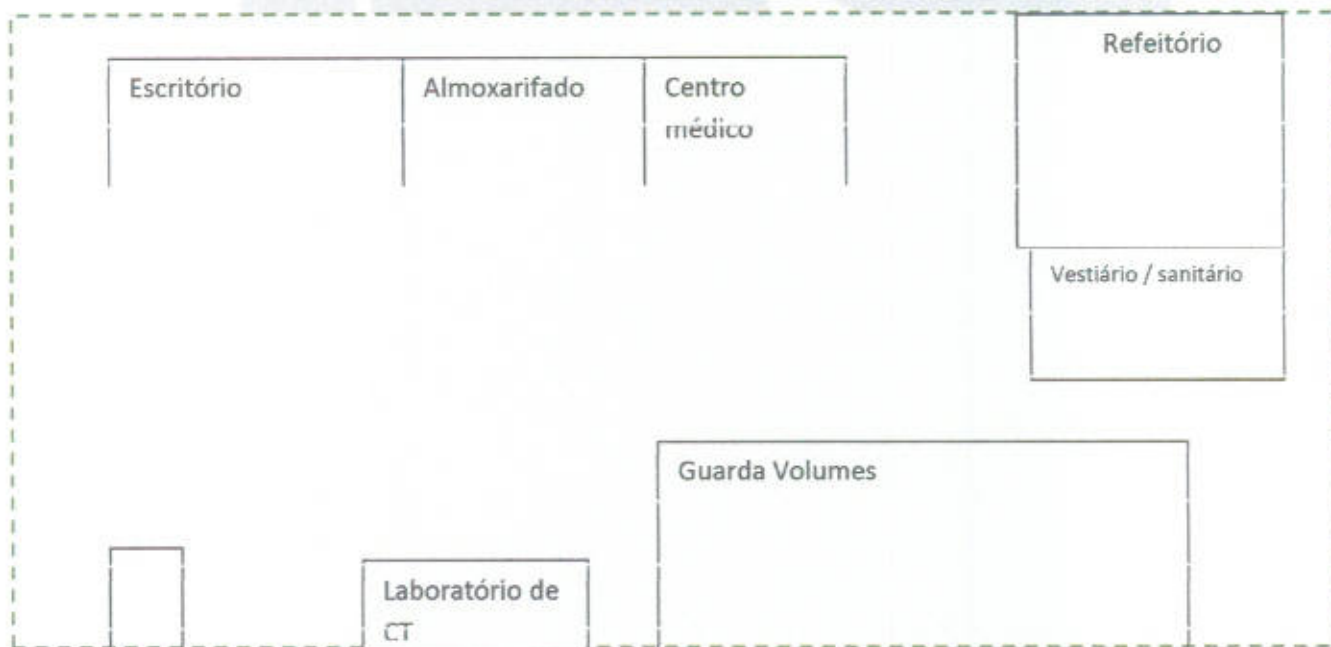 Refeitório
Escritório
Almoxarifado
Centro
médico
Vestiário / sanitário
Guarda Volumes
Laboratório de
CT